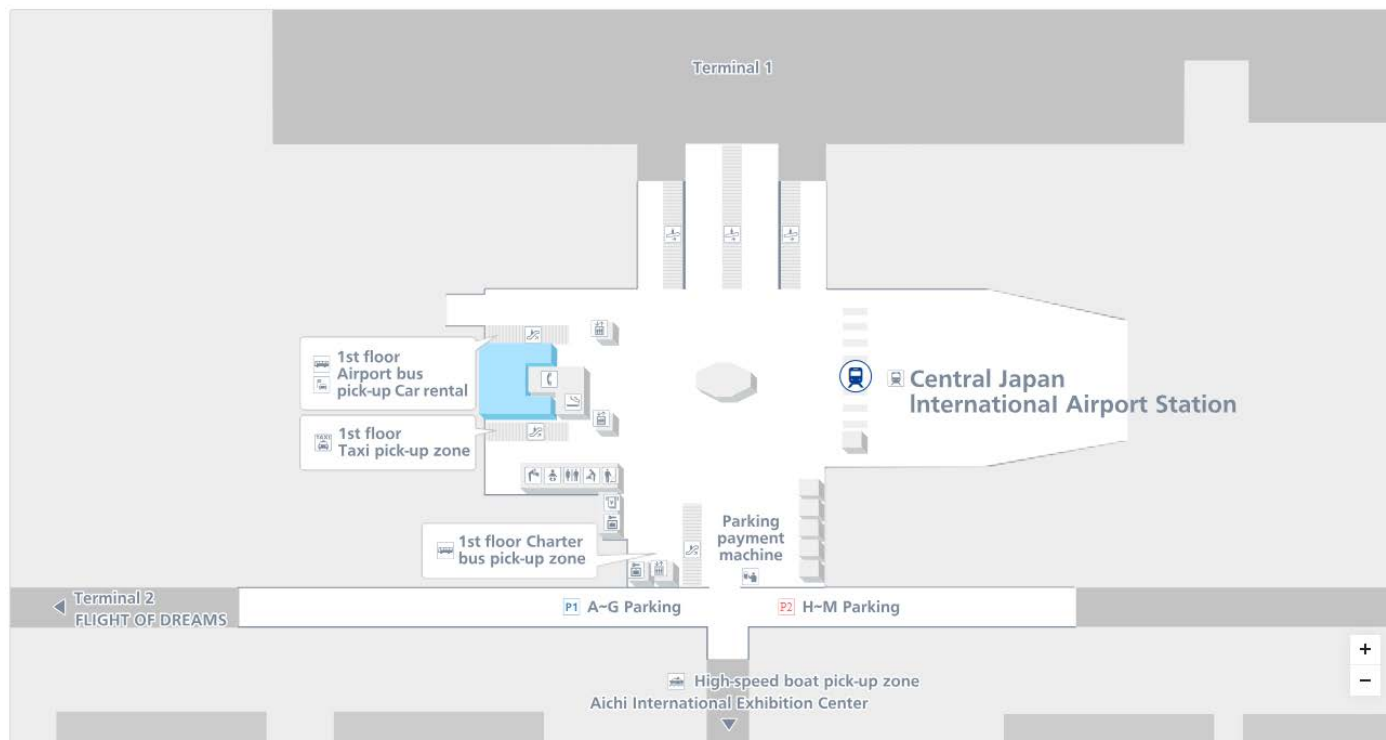 Terminal 1
1st floor
Airport bus
pick-up Car rental
Central Japan
International Airport Station
TAXI
1st floor
Taxi pick-up zone
1st floor Charter
bus pick-up zone
Parking
payment
machine
Terminal 2
FLIGHT OF DREAMS
P1 A~G Parking
P2 H~M Parking
High-speed boat pick-up zone
Aichi International Exhibition Center
+
−